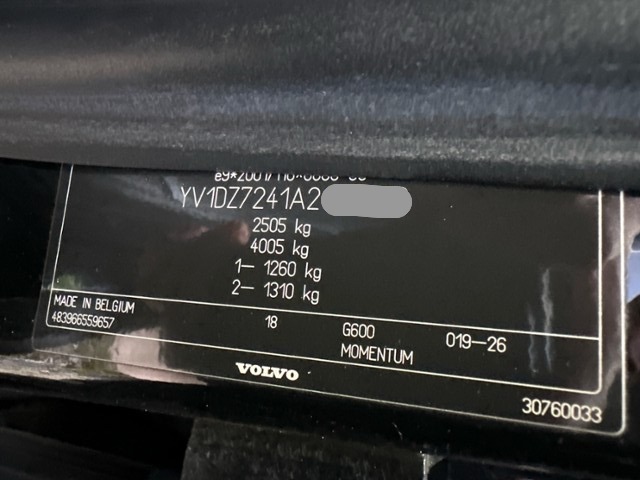 YV1DZ7241A2
2505 kg
4005 kg
1– 1260 kg
2– 1310 kg
MADE IN BELGIUM
483966559657
18
G600
019–26
MOMENTUM
VOLVO
30760033